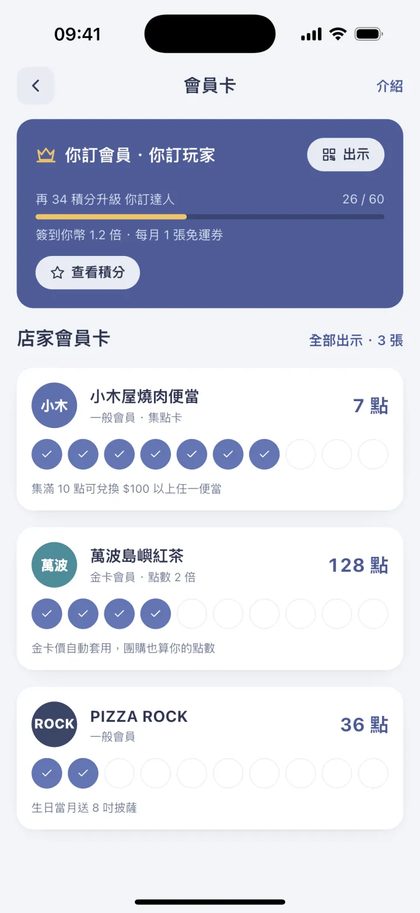 09:41
會員卡
介紹
你訂會員 · 你訂玩家
出示
再 34 積分升級 你訂達人
26 / 60
簽到你幣 1.2 倍 · 每月 1 張免運券
查看積分
店家會員卡
全部出示 · 3 張
小木
小木屋燒肉便當
一般會員 · 集點卡
7 點
集滿 10 點可兌換 $100 以上任一便當
萬波
萬波島嶼紅茶
金卡會員 · 點數 2 倍
128 點
金卡價自動套用，團購也算你的點數
ROCK
PIZZA ROCK
一般會員
36 點
生日當月送 8 吋披薩